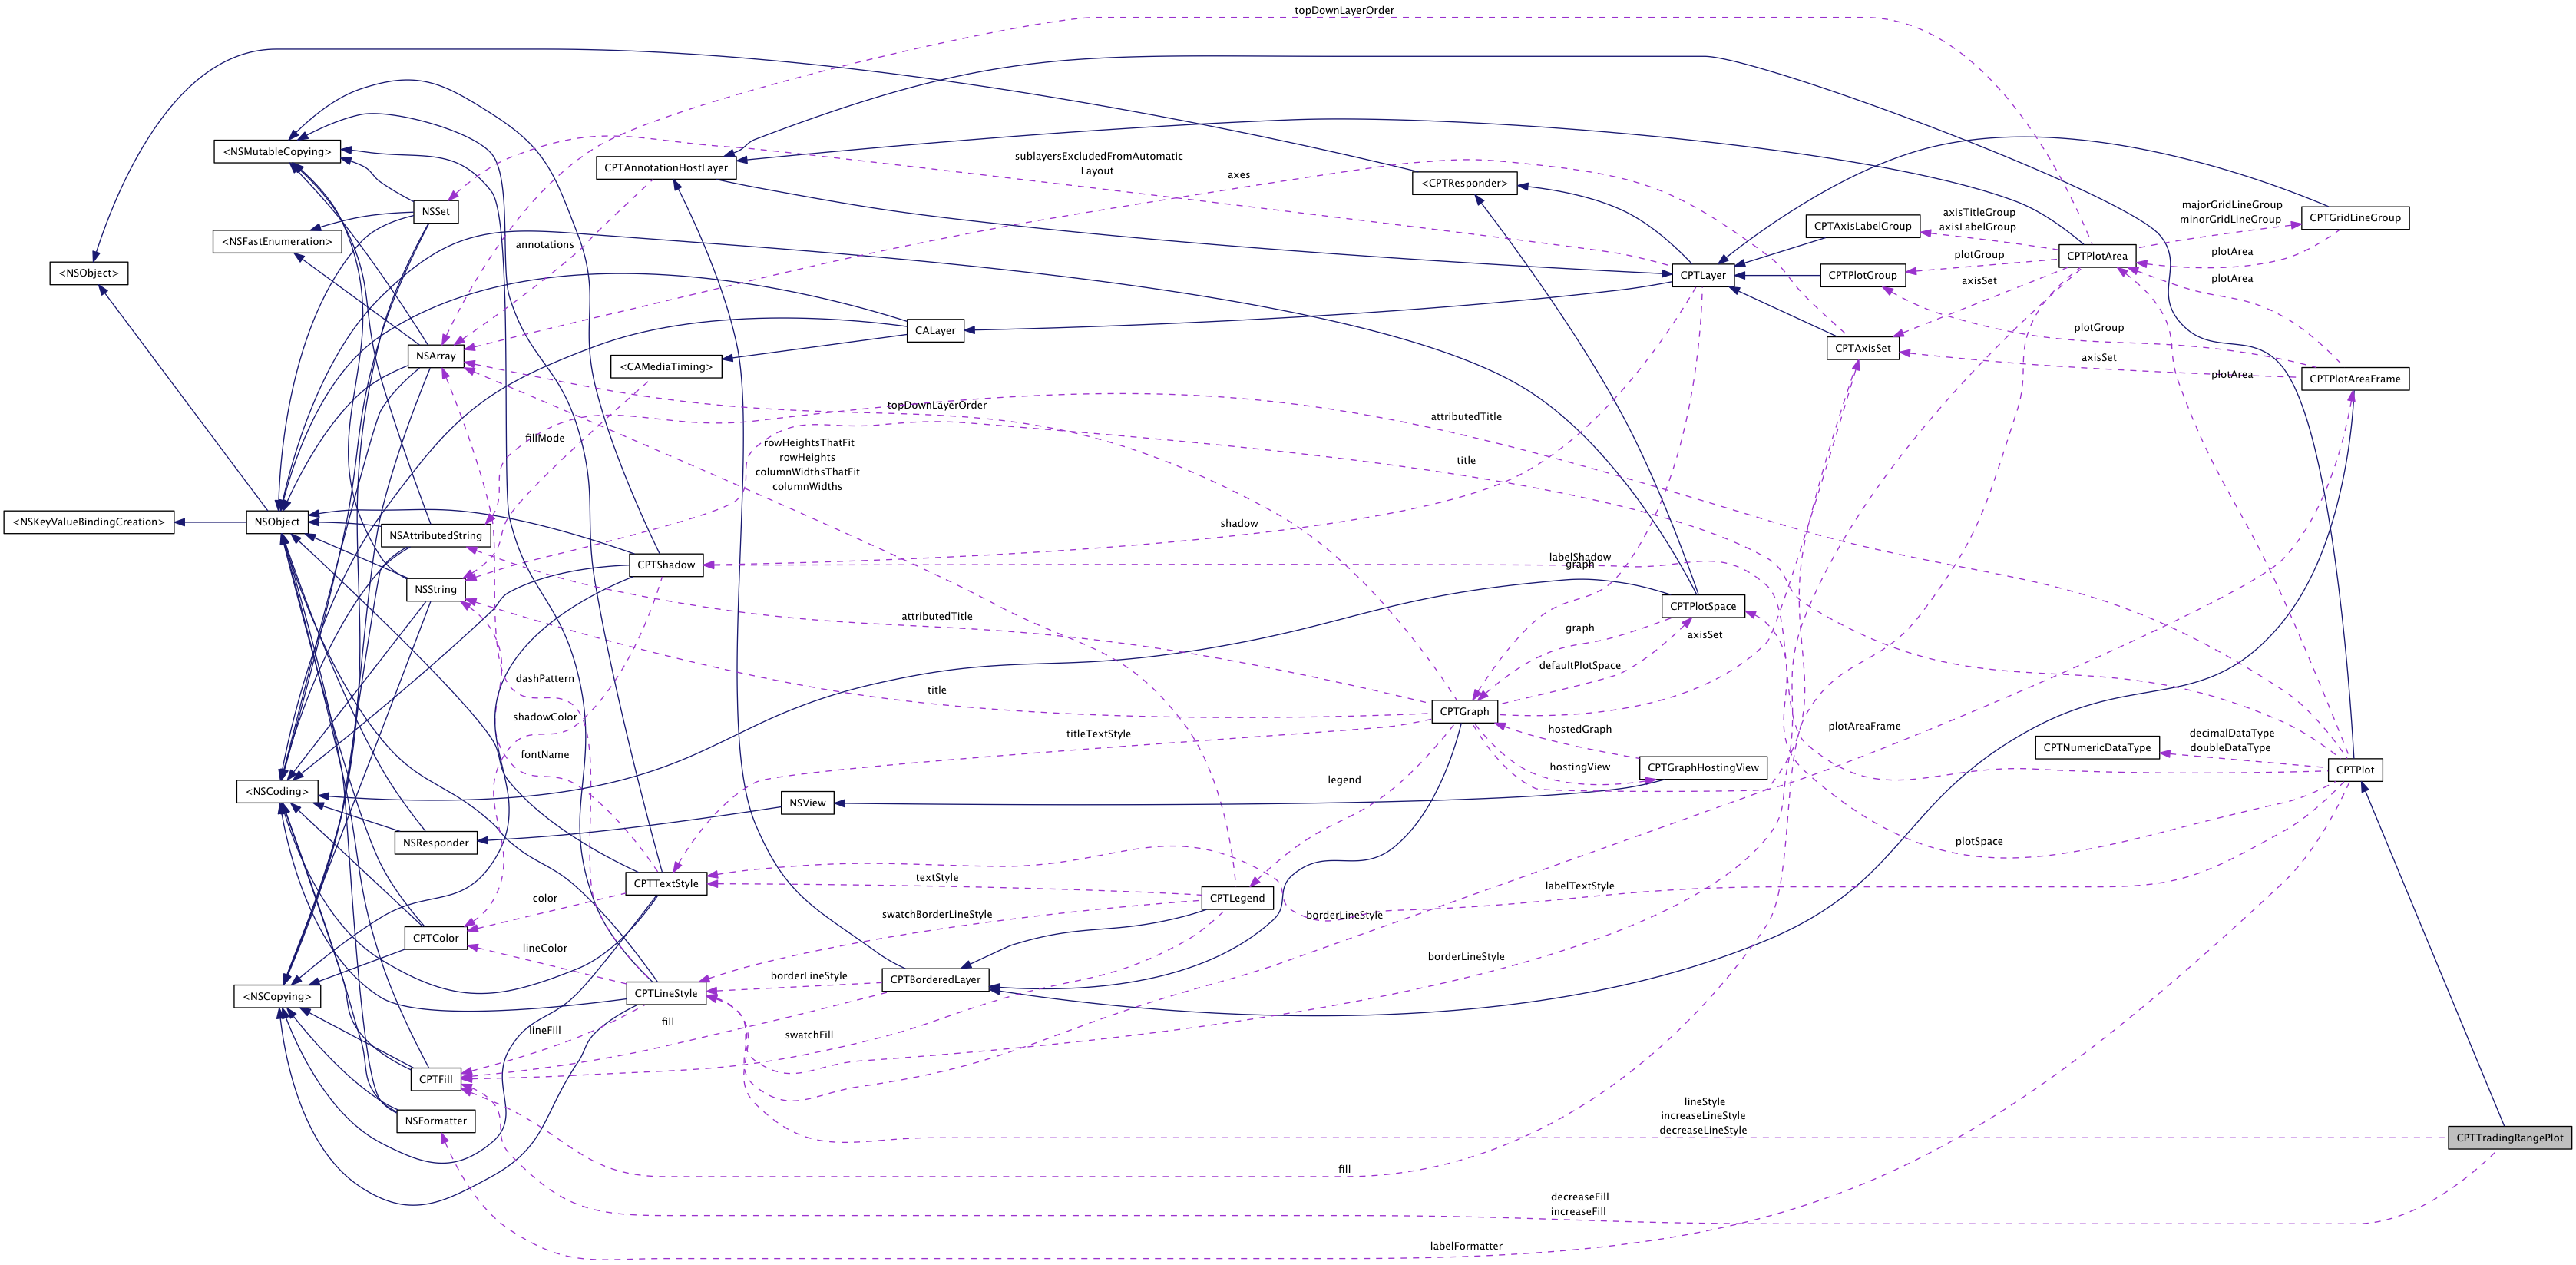 topDownLayerOrder
<NSMutableCopying>
CPTAnnotationHostLayer
sublayersExcludedFromAutomatic
Layout
axes
<CPTResponder>
NSSet
majorGridLineGroup
minorGridLineGroup
CPTGridLineGroup
axisTitleGroup
axisLabelGroup
CPTAxisLabelGroup
<NSFastEnumeration>
annotations
CPTPlotArea
plotArea
plotGroup
<NSObject>
CPTLayer
CPTPlotGroup
axisSet
plotArea
CALayer
plotGroup
NSArray
<CAMediaTiming>
CPTAxisSet
axisSet
plotArea
CPTPlotAreaFrame
topDownLayerOrder
attributedTitle
fillMode
rowHeightsThatFit
rowHeights
columnWidthsThatFit
columnWidths
title
<NSKeyValueBindingCreation>
NSObject
NSAttributedString
shadow
CPTShadow
labelShadow
graph
NSString
CPTPlotSpace
attributedTitle
graph
axisSet
defaultPlotSpace
dashPattern
title
CPTGraph
shadowColor
hostedGraph
plotAreaFrame
titleTextStyle
decimalDataType
doubleDataType
CPTNumericDataType
fontName
hostingView
CPTGraphHostingView
CPTPlot
legend
<NSCoding>
NSView
NSResponder
plotSpace
CPTTextStyle
textStyle
labelTextStyle
color
CPTLegend
swatchBorderLineStyle
borderLineStyle
CPTColor
lineColor
borderLineStyle
borderLineStyle
CPTBorderedLayer
<NSCopying>
CPTLineStyle
lineFill
fill
swatchFill
CPTFill
lineStyle
increaseLineStyle
decreaseLineStyle
NSFormatter
CPTTradingRangePlot
fill
decreaseFill
increaseFill
labelFormatter